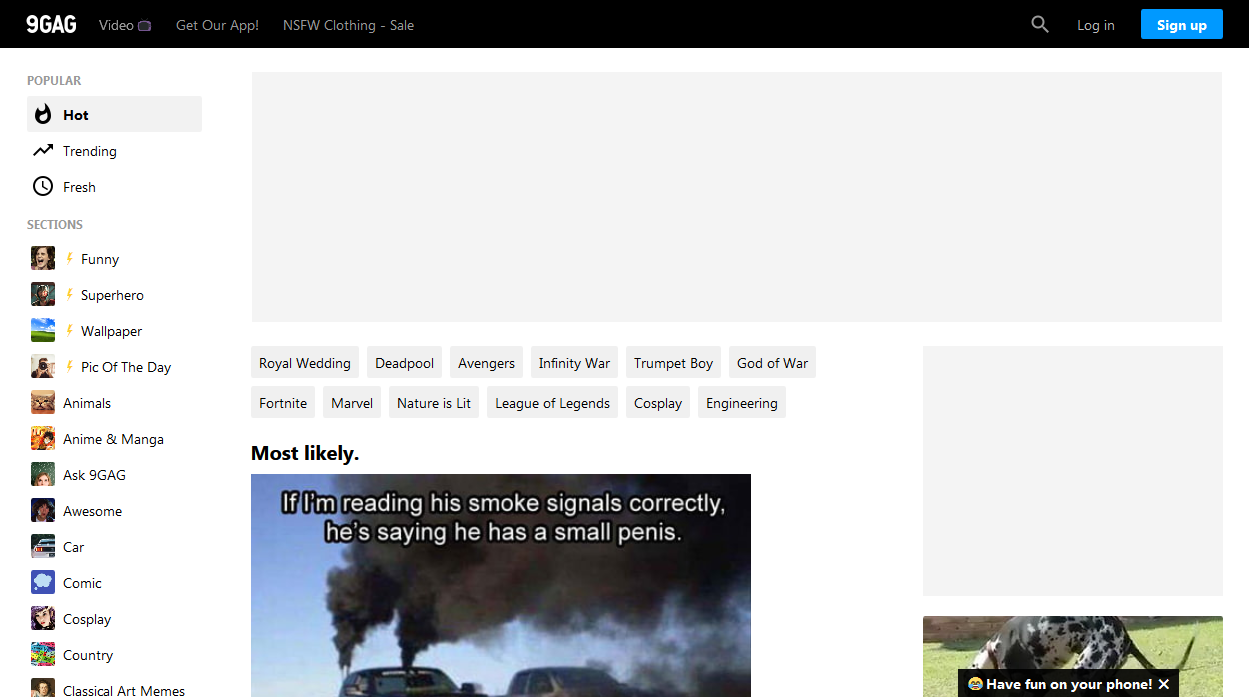 9GAG Video Get Our App! NSFW Clothing - Sale Log in Sign up
POPULAR
Hot
Trending
Fresh
SECTIONS
Funny
Superhero
Wallpaper
Pic Of The Day
Animals
Anime & Manga
Ask 9GAG
Awesome
Car
Comic
Cosplay
Country
Classical Art Memes
Royal Wedding Deadpool Avengers Infinity War Trumpet Boy God of War
Fortnite Marvel Nature is Lit League of Legends Cosplay Engineering
Most likely.
If I'm reading his smoke signals correctly,
he's saying he has a small penis.
😂 Have fun on your phone! ✕